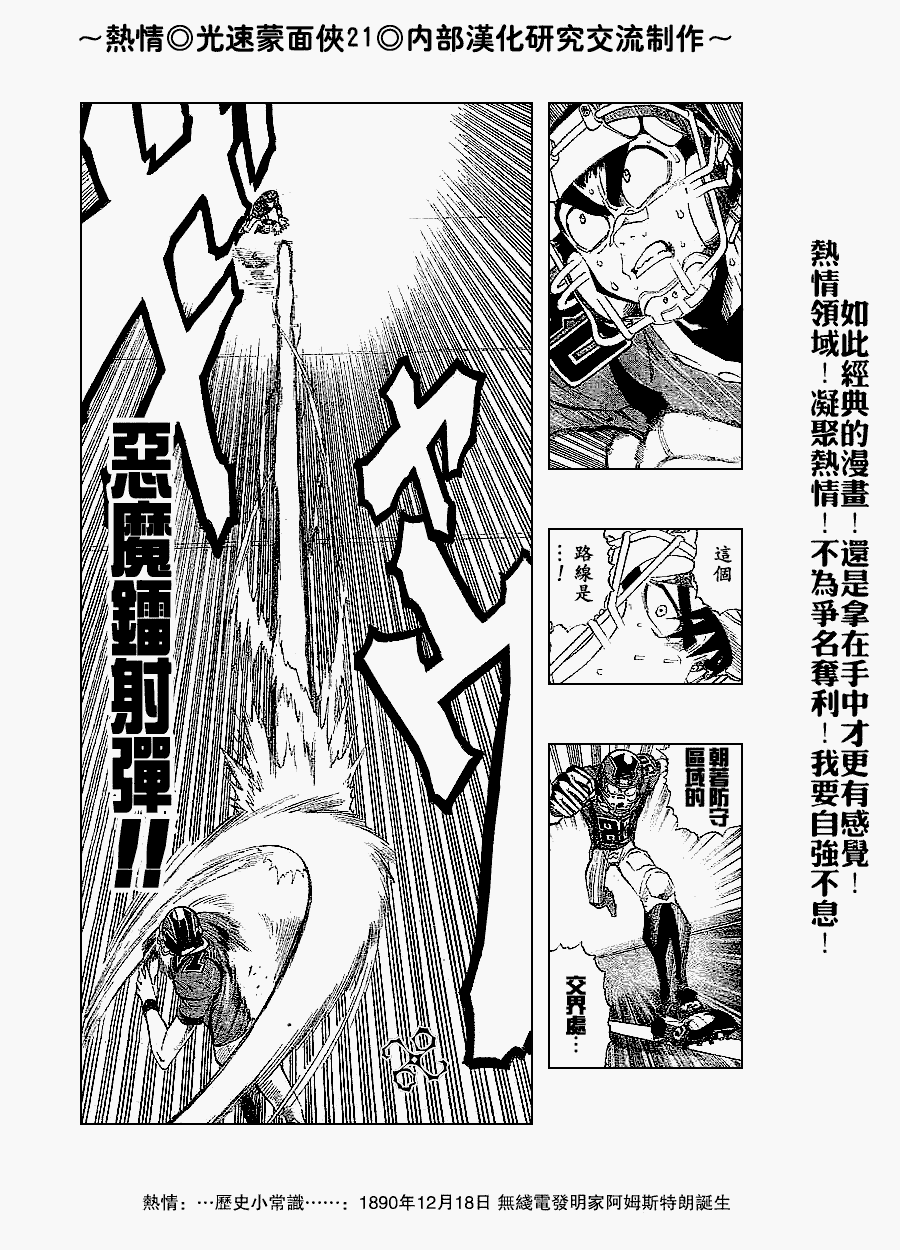 ～熱情◎光速蒙面俠21◎内部漢化研究交流制作～
如此經典的漫畫！還是拿在手中才更有感覺！
熱情領域！凝聚熱情！不為爭名奪利！我要自強不息！
這個
路線是
…！
朝著防守
區域的
交界處…
惡魔鐳射彈!!
熱情：…歷史小常識……：1890年12月18日 無綫電發明家阿姆斯特朗誕生